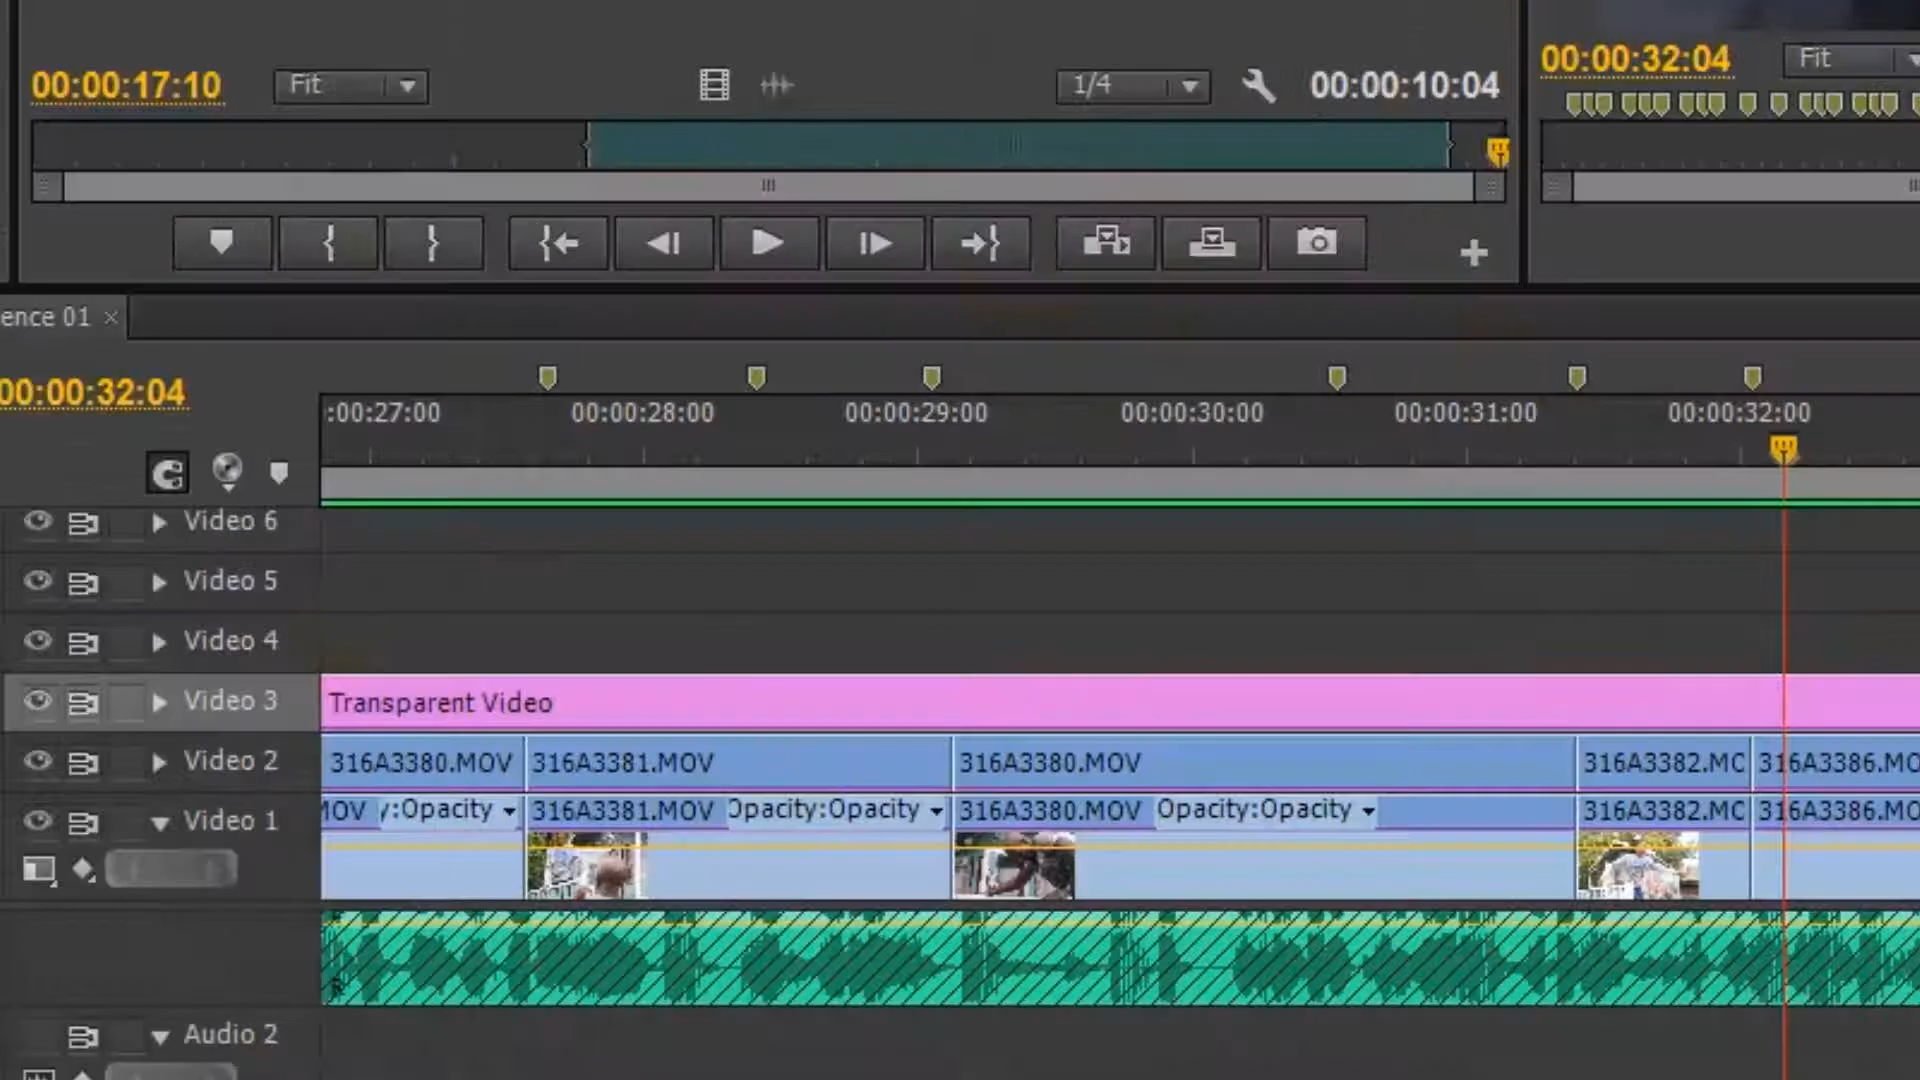 00:00:17:10 Fit 1/4 00:00:10:04 00:00:32:04 Fit
ence 01
00:00:32:04
:00:27:00 00:00:28:00 00:00:29:00 00:00:30:00 00:00:31:00 00:00:32:00
Video 6
Video 5
Video 4
Video 3 Transparent Video
Video 2 316A3380.MOV 316A3381.MOV 316A3380.MOV 316A3382.MC 316A3386.MO
Video 1 MOV y:Opacity 316A3381.MOV Opacity:Opacity 316A3380.MOV Opacity:Opacity 316A3382.MC 316A3386.MO
Audio 2